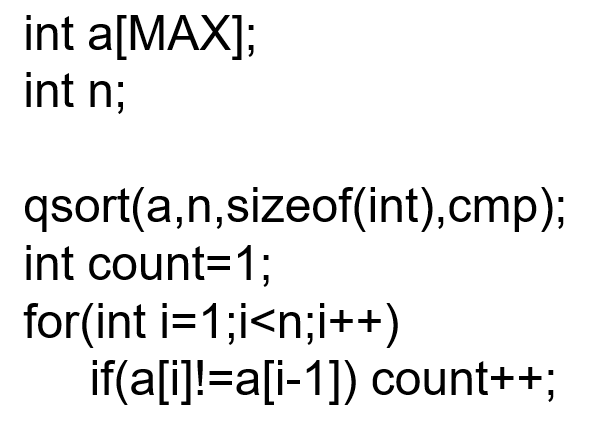 int a[MAX];
int n;
qsort(a,n,sizeof(int),cmp);
int count=1;
for(int i=1;i<n;i++)
if(a[i]!=a[i-1]) count++;